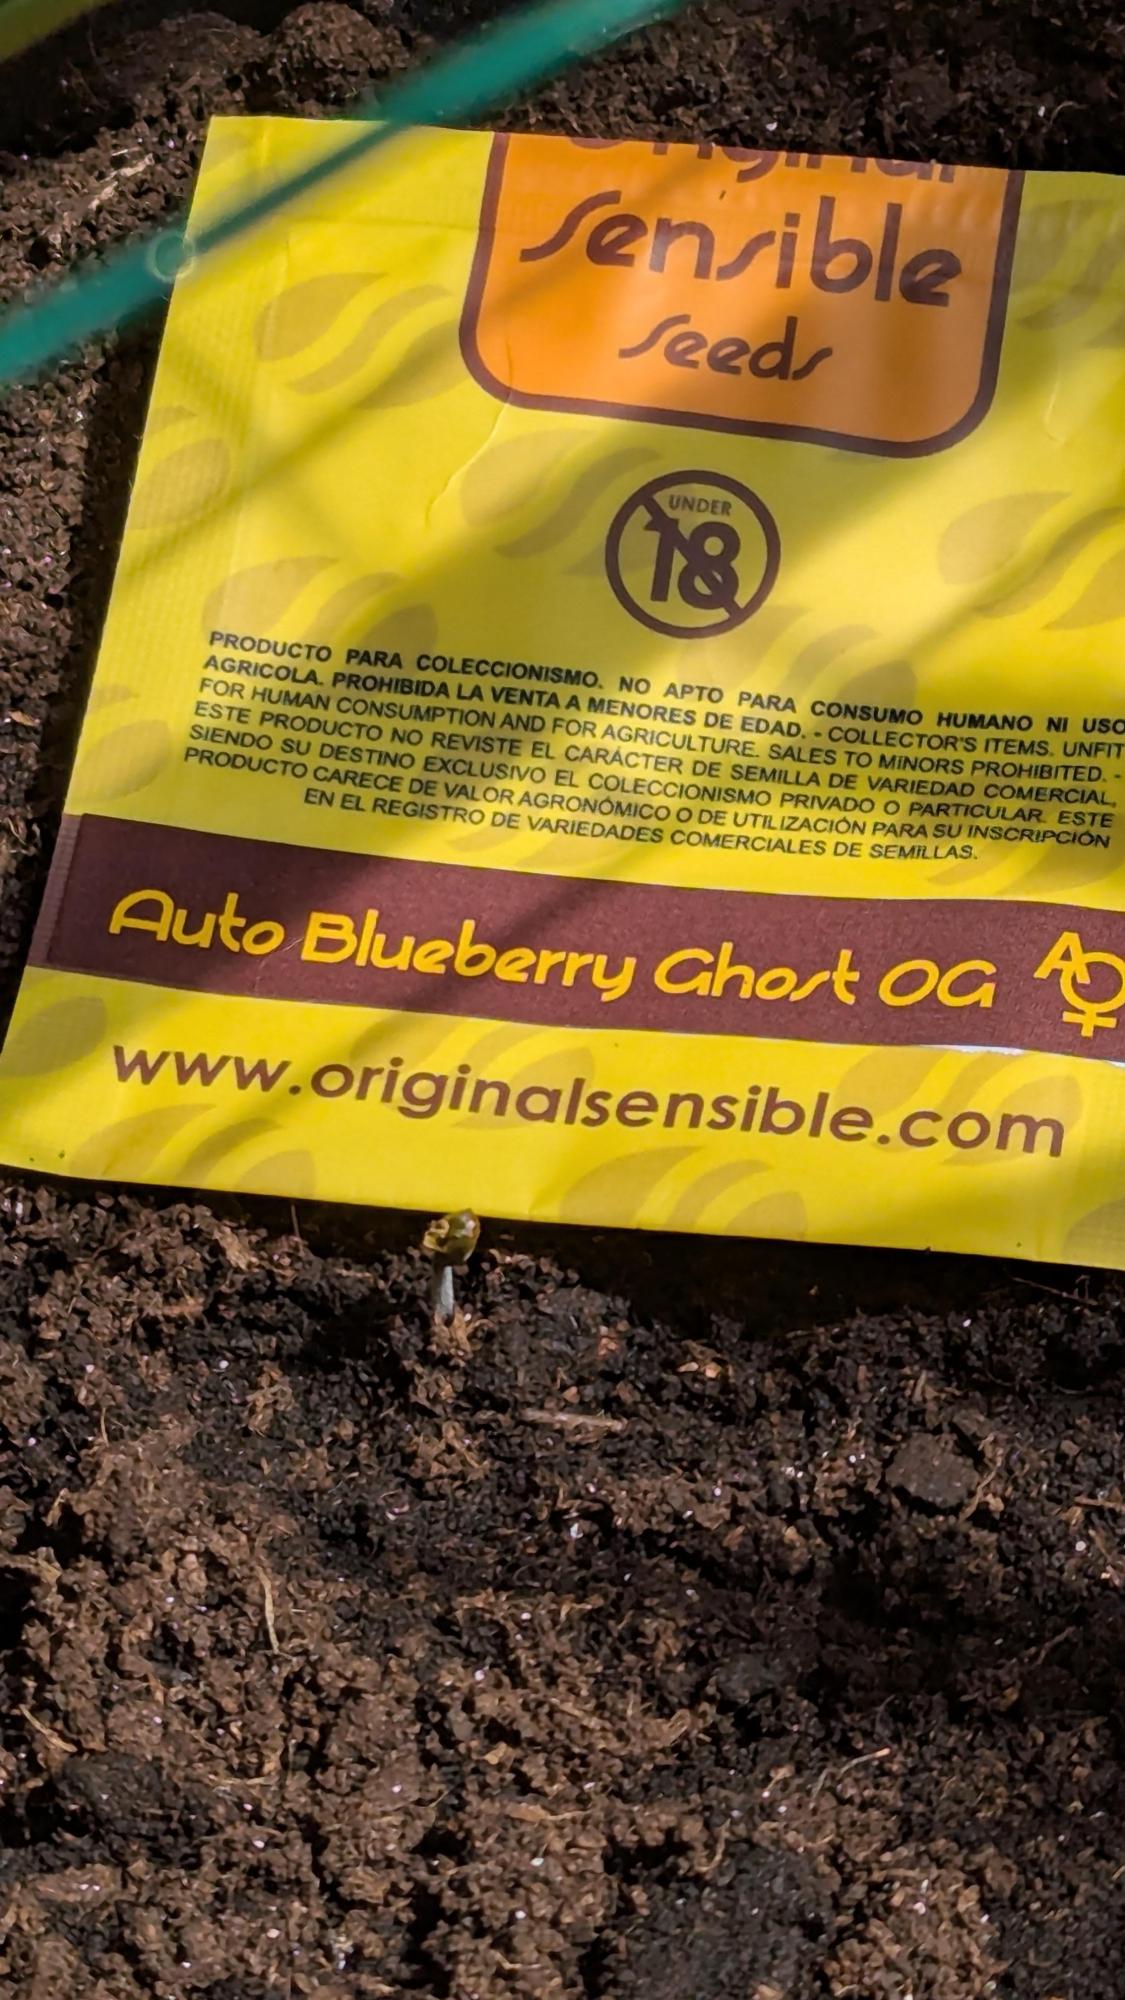 Original
Sensible
Seeds
UNDER
18
PRODUCTO PARA COLECCIONISMO. NO APTO PARA CONSUMO HUMANO NI USO
AGRICOLA. PROHIBIDA LA VENTA A MENORES DE EDAD. - COLLECTOR'S ITEMS. UNFIT
FOR HUMAN CONSUMPTION AND FOR AGRICULTURE. SALES TO MINORS PROHIBITED. -
ESTE PRODUCTO NO REVISTE EL CARÁCTER DE SEMILLA DE VARIEDAD COMERCIAL,
SIENDO SU DESTINO EXCLUSIVO EL COLECCIONISMO PRIVADO O PARTICULAR. ESTE
PRODUCTO CARECE DE VALOR AGRONÓMICO O DE UTILIZACIÓN PARA SU INSCRIPCIÓN
EN EL REGISTRO DE VARIEDADES COMERCIALES DE SEMILLAS.
Auto Blueberry Ghost OG
www.originalsensible.com